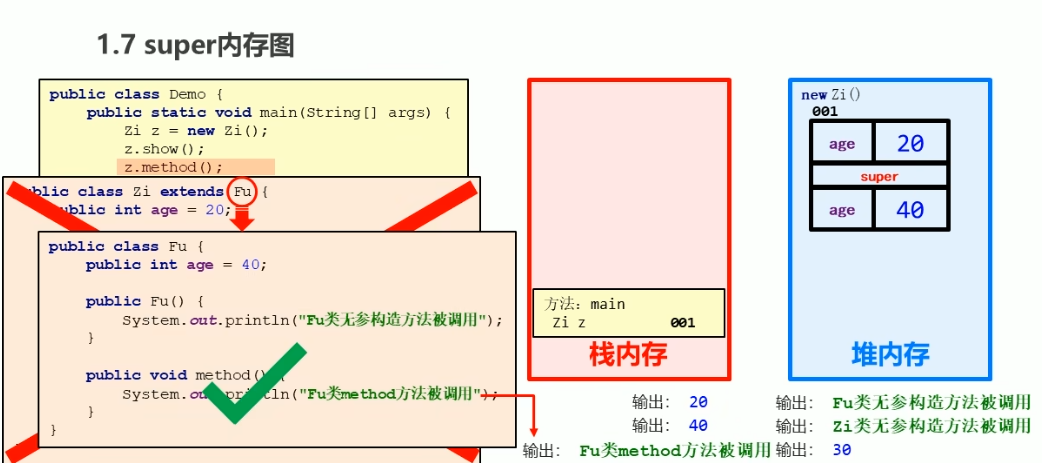 1.7 super内存图
public class Demo {
public static void main(String[] args) {
Zi z = new Zi();
z.show();
z.method();
blic class Zi extends Fu {
ublic int age = 20;
public class Fu {
public int age = 40;
public Fu() {
System.out.println("Fu类无参构造方法被调用");
}
public void method() {
System.out.println("Fu类method方法被调用");
}
}
方法：main
Zi z 001
栈内存
new Zi()
001
age 20
super
age 40
堆内存
输出： 20
输出： 40
输出： Fu类method方法被调用
输出： Fu类无参构造方法被调用
输出： Zi类无参构造方法被调用
输出： 30